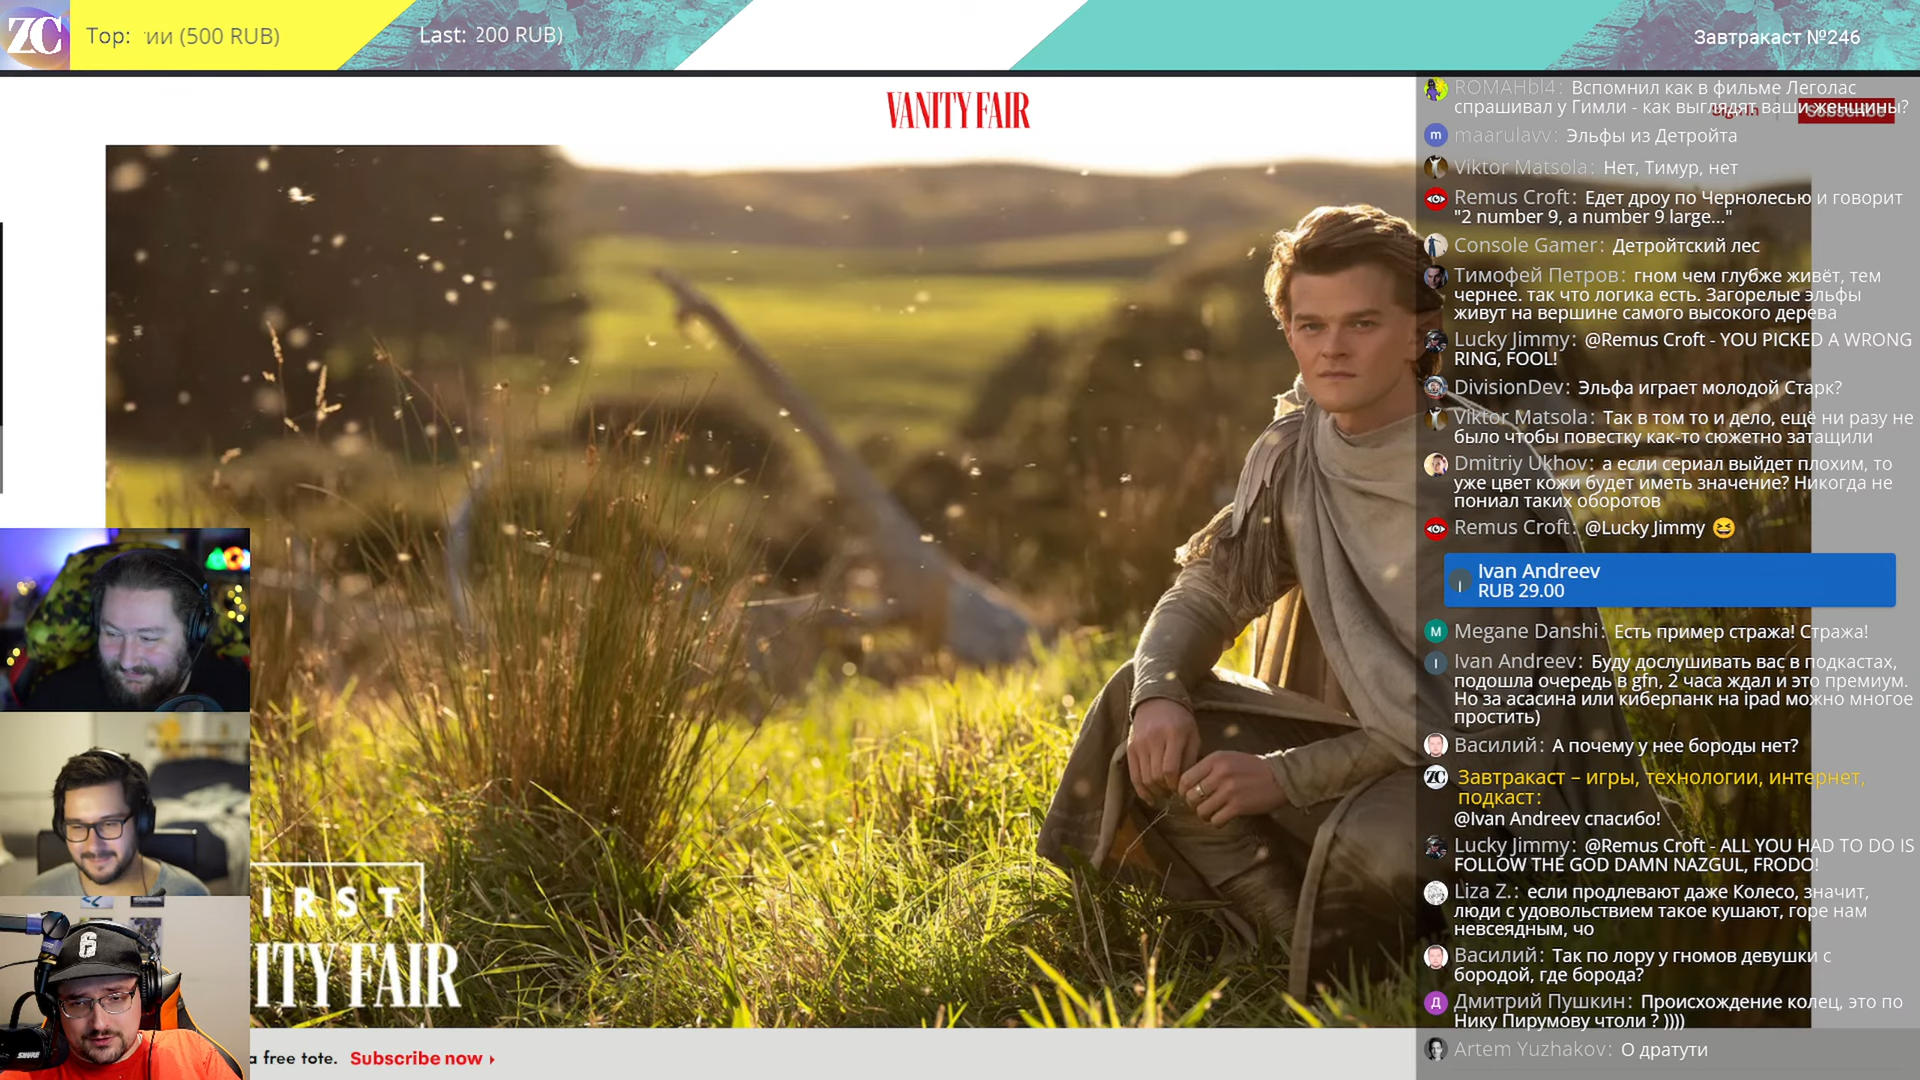 ZC
Top: ии (500 RUB)
Last: 200 RUB)
Завтракаст №246
VANITY FAIR
Sign In
Subscribe
ROMAHbl4: Вспомнил как в фильме Леголас
спрашивал у Гимли - как выглядят ваши женщины?
m maarulavv: Эльфы из Детройта
Viktor Matsola: Нет, Тимур, нет
Remus Croft: Едет дроу по Чернолесью и говорит
"2 number 9, a number 9 large..."
Console Gamer: Детройтский лес
Тимофей Петров: гном чем глубже живёт, тем
чернее. так что логика есть. Загорелые эльфы
живут на вершине самого высокого дерева
Lucky Jimmy: @Remus Croft - YOU PICKED A WRONG
RING, FOOL!
DivisionDev: Эльфа играет молодой Старк?
Viktor Matsola: Так в том то и дело, ещё ни разу не
было чтобы повестку как-то сюжетно затащили
Dmitriy Ukhov: а если сериал выйдет плохим, то
уже цвет кожи будет иметь значение? Никогда не
пониал таких оборотов
Remus Croft: @Lucky Jimmy 😆
I Ivan Andreev
RUB 29.00
M Megane Danshi: Есть пример стража! Стража!
I Ivan Andreev: Буду дослушивать вас в подкастах,
подошла очередь в gfn, 2 часа ждал и это премиум.
Но за асасина или киберпанк на ipad можно многое
простить)
Василий: А почему у нее бороды нет?
ZC Завтракаст – игры, технологии, интернет,
подкаст:
@Ivan Andreev спасибо!
Lucky Jimmy: @Remus Croft - ALL YOU HAD TO DO IS
FOLLOW THE GOD DAMN NAZGUL, FRODO!
Liza Z.: если продлевают даже Колесо, значит,
люди с удовольствием такое кушают, горе нам
невсеядным, чо
Василий: Так по лору у гномов девушки с
бородой, где борода?
Д Дмитрий Пушкин: Происхождение колец, это по
Нику Пирумову чтоли ? ))))
Artem Yuzhakov: О дратути
IRST
ITY FAIR
a free tote. Subscribe now
SHURE
6